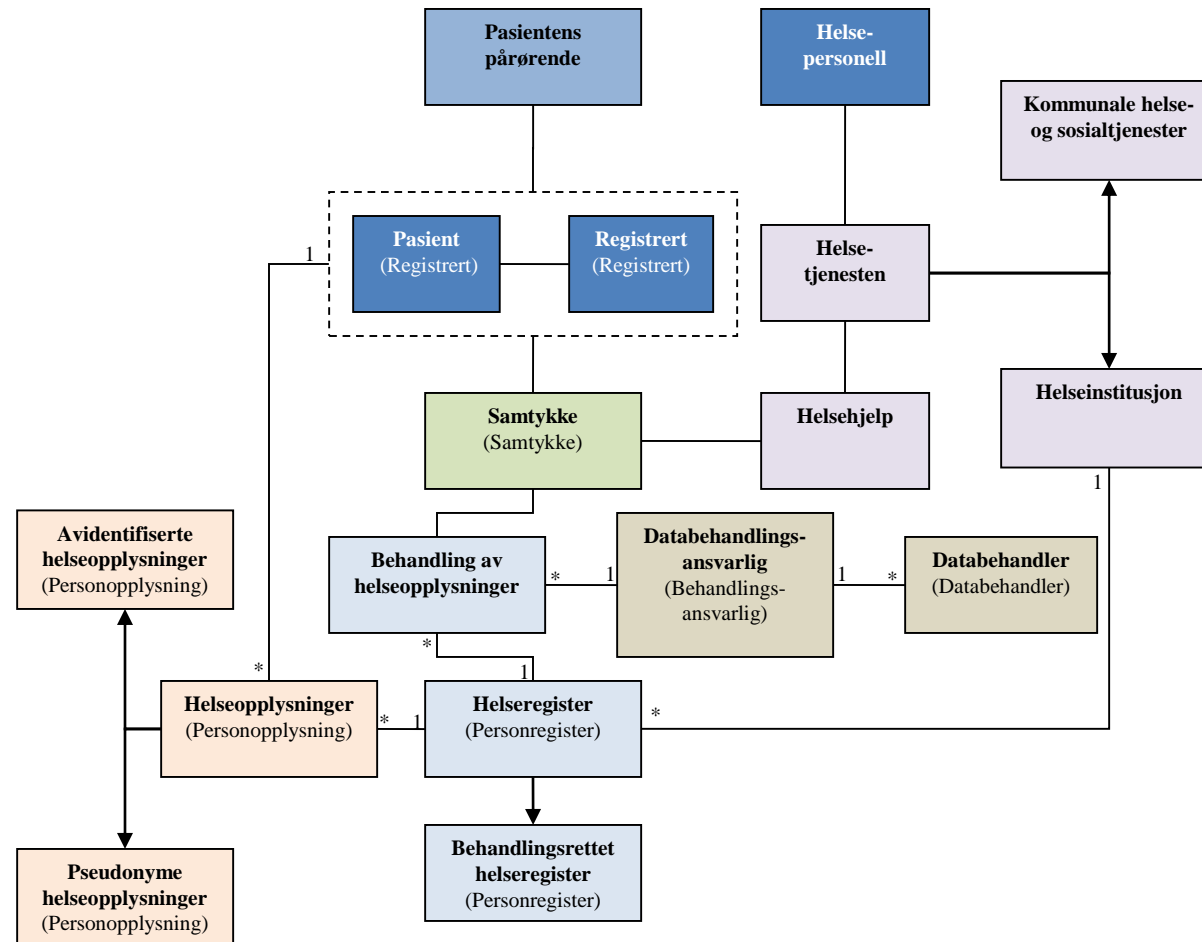 Pasientens
pårørende
Helse-
personell
Kommunale helse-
og sosialtjenester
Pasient
(Registrert)
Registrert
(Registrert)
1
Helse-
tjenesten
Helseinstitusjon
Samtykke
(Samtykke)
Helsehjelp
1
Avidentifiserte
helseopplysninger
(Personopplysning)
Behandling av
helseopplysninger
*
1
Databehandlings-
ansvarlig
(Behandlings-
ansvarlig)
1
*
Databehandler
(Databehandler)
*
1
*
Helseopplysninger
(Personopplysning)
*
1
Helseregister
(Personregister)
*
Behandlingsrettet
helseregister
(Personregister)
Pseudonyme
helseopplysninger
(Personopplysning)